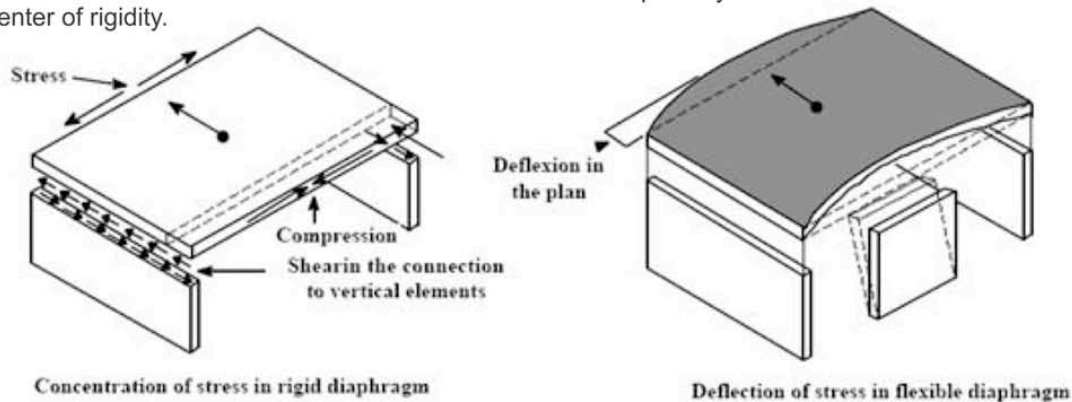 enter of rigidity.
Stress
Compression
Shearin the connection
to vertical elements
Concentration of stress in rigid diaphragm
Deflexion in
the plan
Deflection of stress in flexible diaphragm